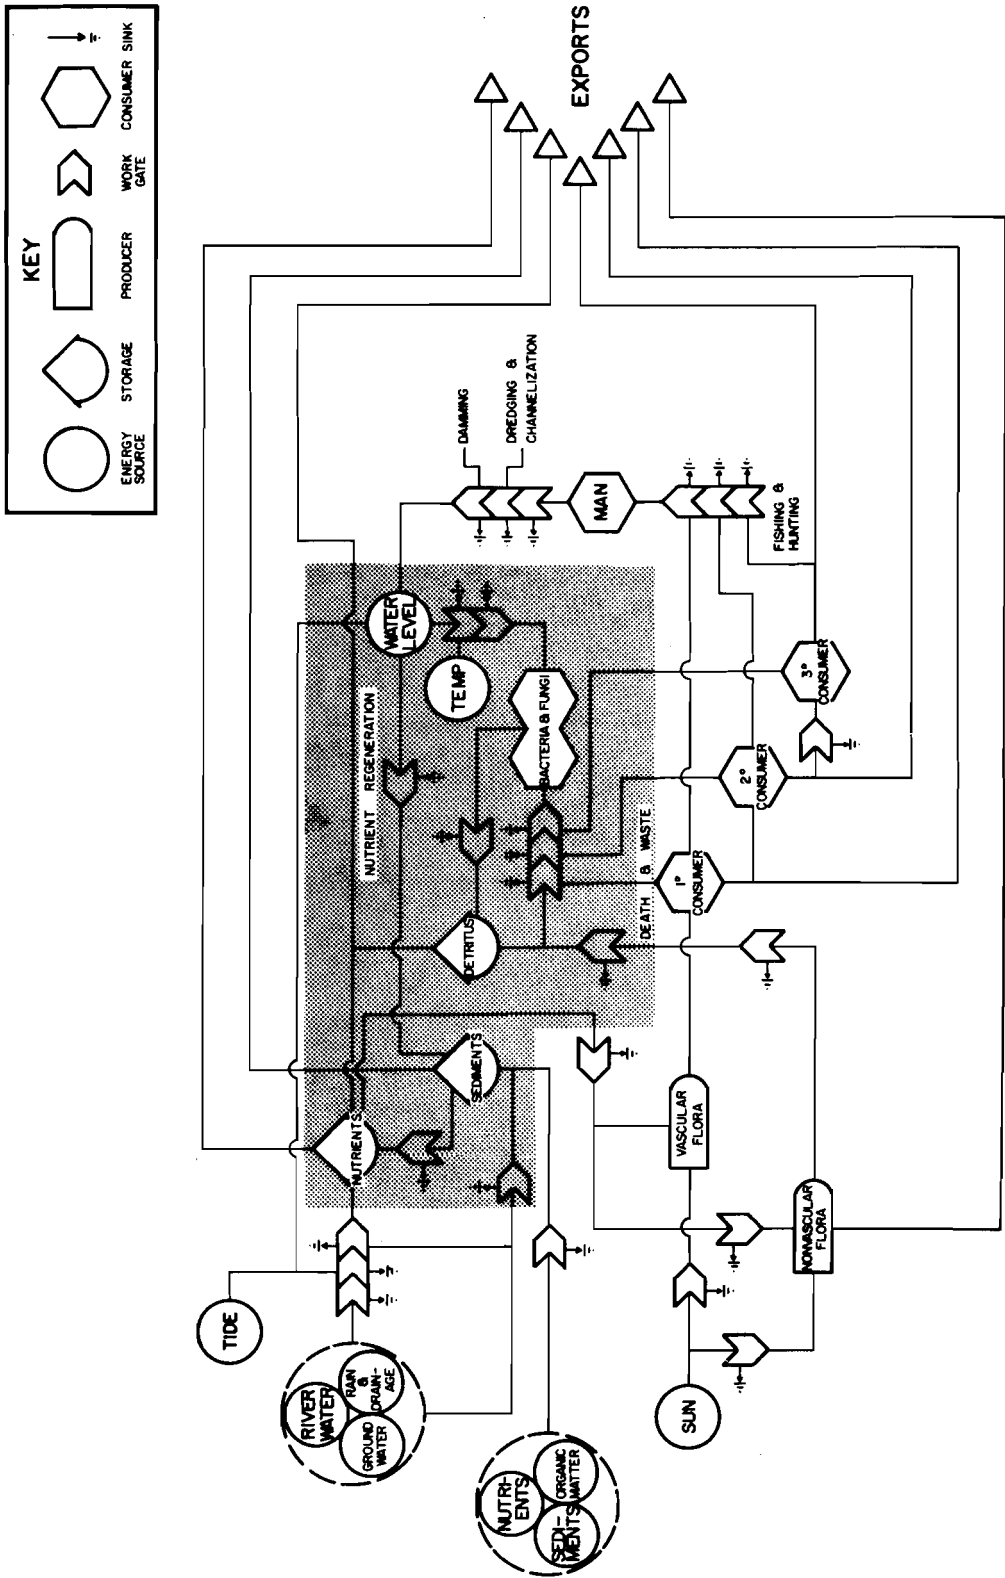 KEY
ENERGY
SOURCE
STORAGE
PRODUCER
WORK
GATE
CONSUMER
SINK
TIDE
RIVER
WATER
RAIN
&
DRAIN-
AGE
GROUND
WATER
NUTRI-
ENTS
ORGANIC
MATTER
SEDI-
MENTS
SUN
NUTRIENTS
SEDIMENTS
DETRITUS
NUTRIENT REGENERATION
WATER
LEVEL
TEMP
BACTERIA & FUNGI
DEATH & WASTE
VASCULAR
FLORA
NONVASCULAR
FLORA
1°
CONSUMER
2°
CONSUMER
3°
CONSUMER
MAN
DAMMING
DREDGING &
CHANNELIZATION
FISHING &
HUNTING
EXPORTS